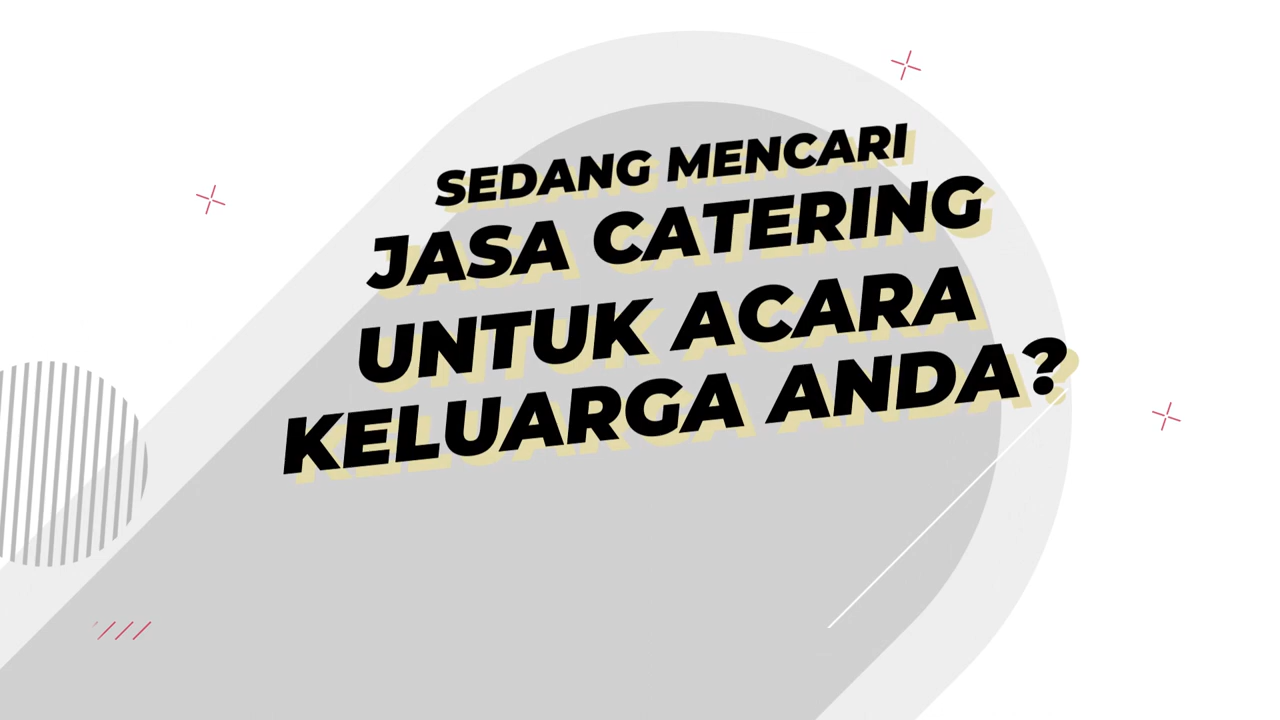 SEDANG MENCARI
JASA CATERING
UNTUK ACARA
KELUARGA ANDA?